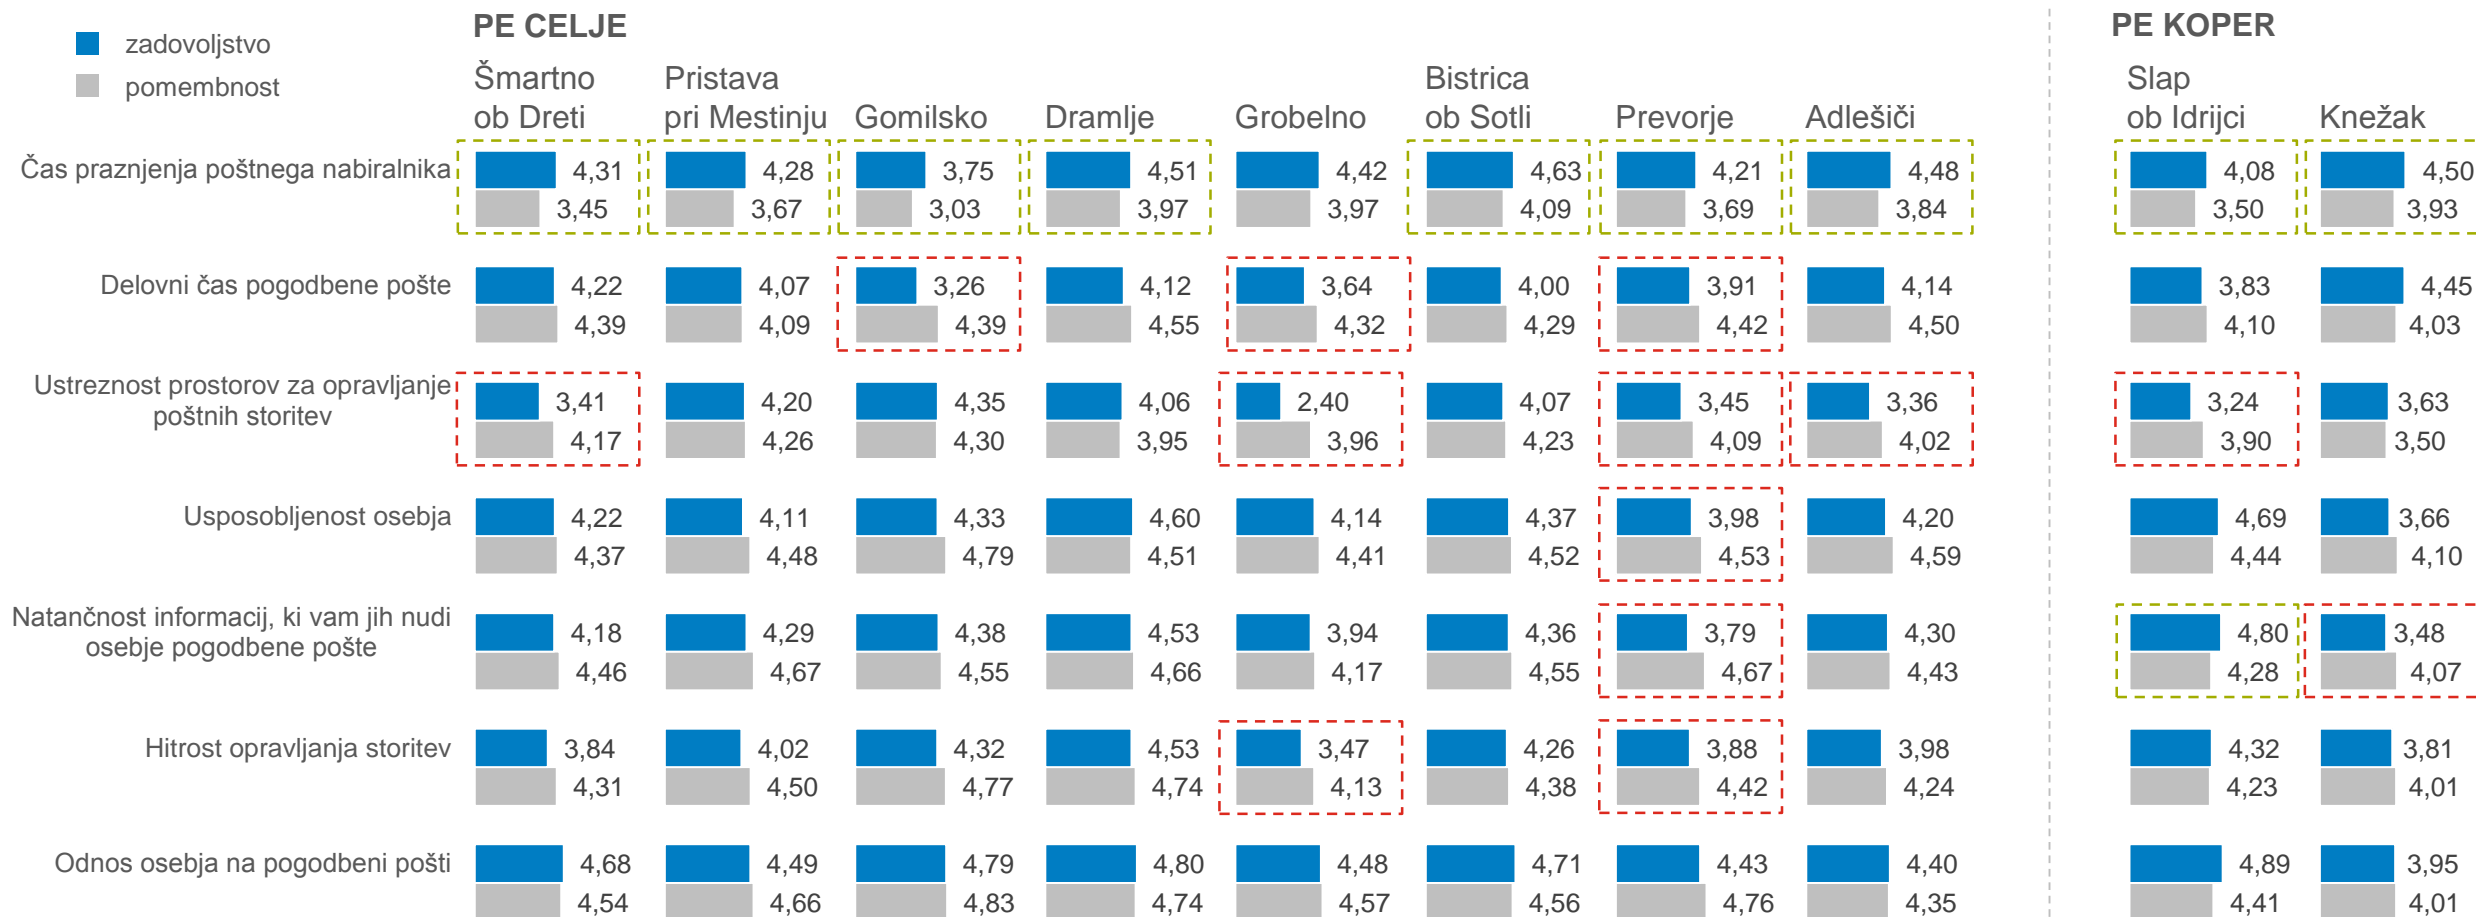 PE CELJE
PE KOPER
zadovoljstvo
pomembnost
Šmartno
ob Dreti
Pristava
pri Mestinju
Gomilsko
Dramlje
Grobelno
Bistrica
ob Sotli
Prevorje
Adlešiči
Slap
ob Idrijci
Knežak
Čas praznjenja poštnega nabiralnika
4,31 4,28 3,75 4,51 4,42 4,63 4,21 4,48 4,08 4,50
3,45 3,67 3,03 3,97 3,97 4,09 3,69 3,84 3,50 3,93
Delovni čas pogodbene pošte
4,22 4,07 3,26 4,12 3,64 4,00 3,91 4,14 3,83 4,45
4,39 4,09 4,39 4,55 4,32 4,29 4,42 4,50 4,10 4,03
Ustreznost prostorov za opravljanje
poštnih storitev
3,41 4,20 4,35 4,06 2,40 4,07 3,45 3,36 3,24 3,63
4,17 4,26 4,30 3,95 3,96 4,23 4,09 4,02 3,90 3,50
Usposobljenost osebja
4,22 4,11 4,33 4,60 4,14 4,37 3,98 4,20 4,69 3,66
4,37 4,48 4,79 4,51 4,41 4,52 4,53 4,59 4,44 4,10
Natančnost informacij, ki vam jih nudi
osebje pogodbene pošte
4,18 4,29 4,38 4,53 3,94 4,36 3,79 4,30 4,80 3,48
4,46 4,67 4,55 4,66 4,17 4,55 4,67 4,43 4,28 4,07
Hitrost opravljanja storitev
3,84 4,02 4,32 4,53 3,47 4,26 3,88 3,98 4,32 3,81
4,31 4,50 4,77 4,74 4,13 4,38 4,42 4,24 4,23 4,01
Odnos osebja na pogodbeni pošti
4,68 4,49 4,79 4,80 4,48 4,71 4,43 4,40 4,89 3,95
4,54 4,66 4,83 4,74 4,57 4,56 4,76 4,35 4,41 4,01